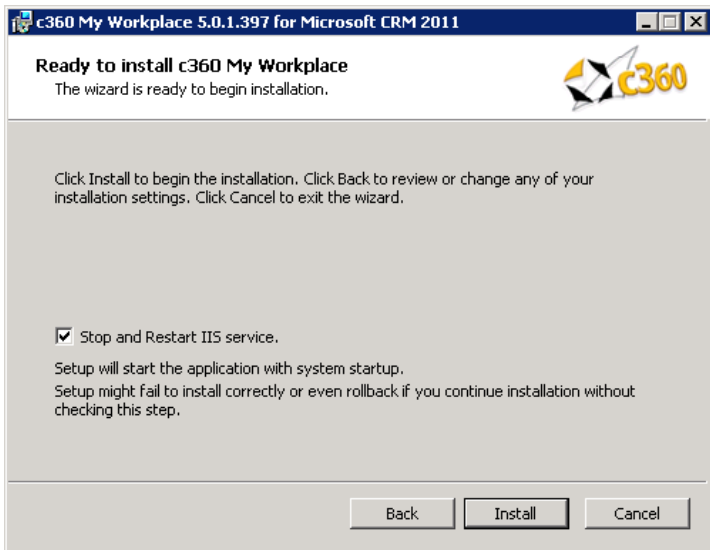 c360 My Workplace 5.0.1.397 for Microsoft CRM 2011
Ready to install c360 My Workplace
The wizard is ready to begin installation.
c360
Click Install to begin the installation. Click Back to review or change any of your
installation settings. Click Cancel to exit the wizard.
Stop and Restart IIS service.
Setup will start the application with system startup.
Setup might fail to install correctly or even rollback if you continue installation without
checking this step.
Back
Install
Cancel